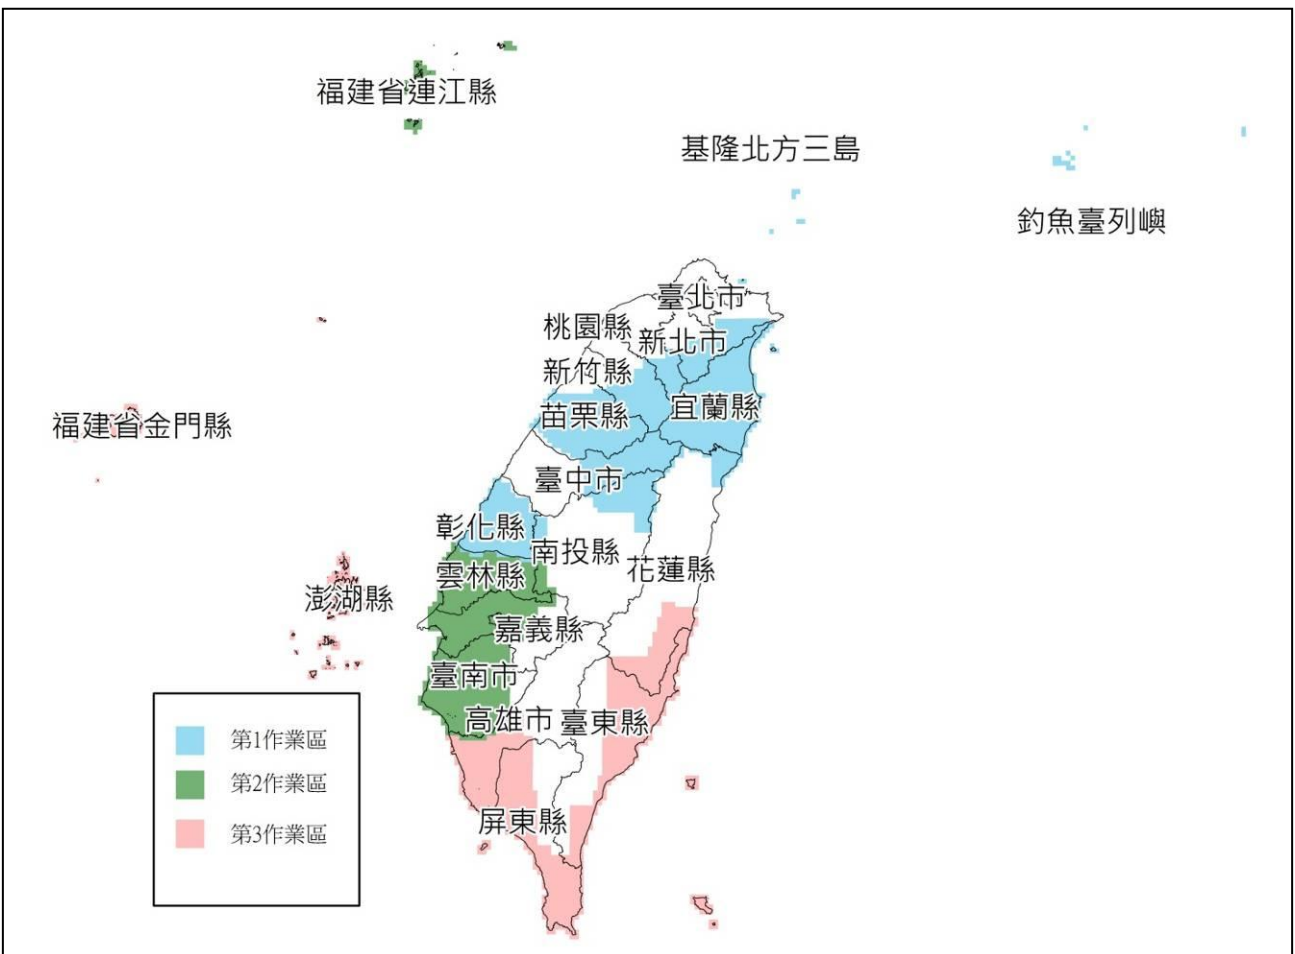 福建省連江縣
基隆北方三島
釣魚臺列嶼
臺北市
桃園縣
新北市
新竹縣
苗栗縣
宜蘭縣
福建省金門縣
臺中市
彰化縣
南投縣
花蓮縣
雲林縣
澎湖縣
嘉義縣
臺南市
高雄市
臺東縣
屏東縣
第1作業區
第2作業區
第3作業區